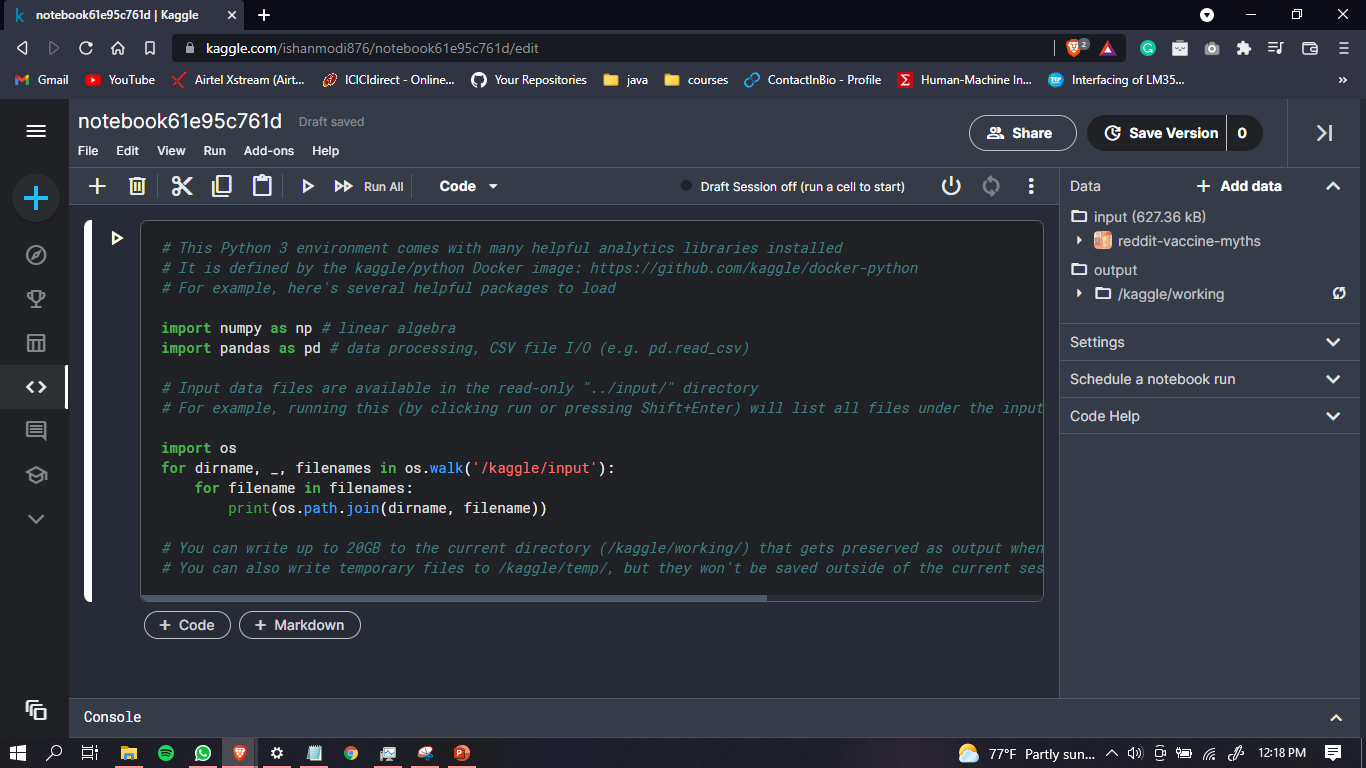 notebook61e95c761d | Kaggle
kaggle.com/ishanmodi876/notebook61e95c761d/edit
2
Gmail YouTube Airtel Xstream (Airt... ICICIdirect - Online... Your Repositories java courses ContactInBio - Profile Human-Machine In... Interfacing of LM35... »
notebook61e95c761d Draft saved
File Edit View Run Add-ons Help
Share
Save Version 0
Run All Code Draft Session off (run a cell to start)
# This Python 3 environment comes with many helpful analytics libraries installed
# It is defined by the kaggle/python Docker image: https://github.com/kaggle/docker-python
# For example, here's several helpful packages to load
import numpy as np # linear algebra
import pandas as pd # data processing, CSV file I/O (e.g. pd.read_csv)
# Input data files are available in the read-only "../input/" directory
# For example, running this (by clicking run or pressing Shift+Enter) will list all files under the input
import os
for dirname, _, filenames in os.walk('/kaggle/input'):
for filename in filenames:
print(os.path.join(dirname, filename))
# You can write up to 20GB to the current directory (/kaggle/working/) that gets preserved as output when
# You can also write temporary files to /kaggle/temp/, but they won't be saved outside of the current ses
+ Code + Markdown
Data + Add data
input (627.36 kB)
reddit-vaccine-myths
output
/kaggle/working
Settings
Schedule a notebook run
Code Help
Console
77°F Partly sun... 12:18 PM